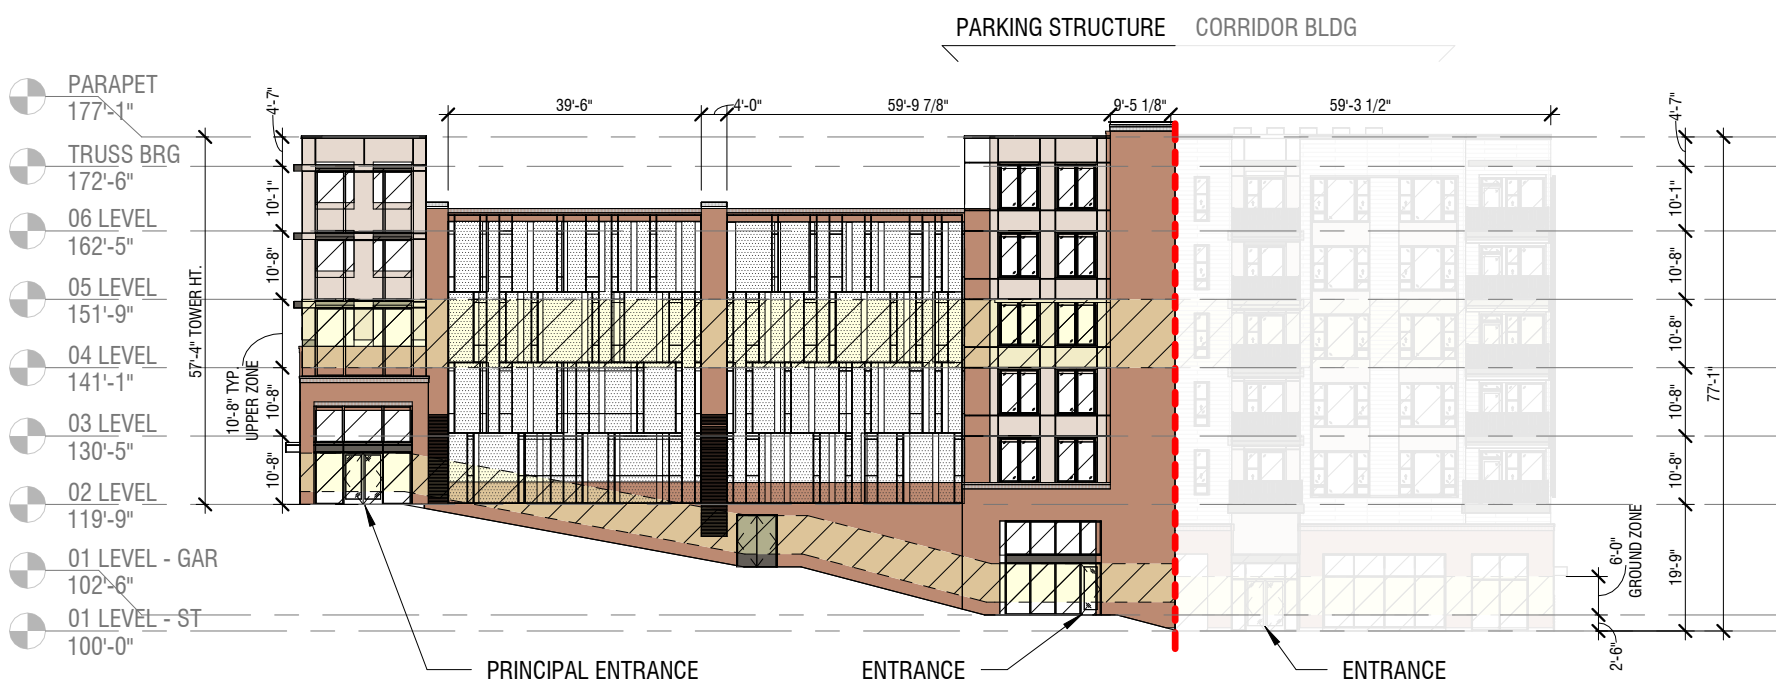 PARKING STRUCTURE CORRIDOR BLDG
PARAPET
177'-1"
TRUSS BRG
172'-6"
06 LEVEL
162'-5"
05 LEVEL
151'-9"
04 LEVEL
141'-1"
03 LEVEL
130'-5"
02 LEVEL
119'-9"
01 LEVEL - GAR
102'-6"
01 LEVEL - ST
100'-0"
57'-4" TOWER HT.
10'-8" TYP.
UPPER ZONE
4'-7"
10'-1"
10'-8"
10'-8"
10'-8"
39'-6"
4'-0"
59'-9 7/8"
9'-5 1/8"
59'-3 1/2"
4'-7"
10'-1"
10'-8"
10'-8"
10'-8"
10'-8"
19'-9"
77'-1"
6'-0"
GROUND ZONE
2'-6"
PRINCIPAL ENTRANCE
ENTRANCE
ENTRANCE